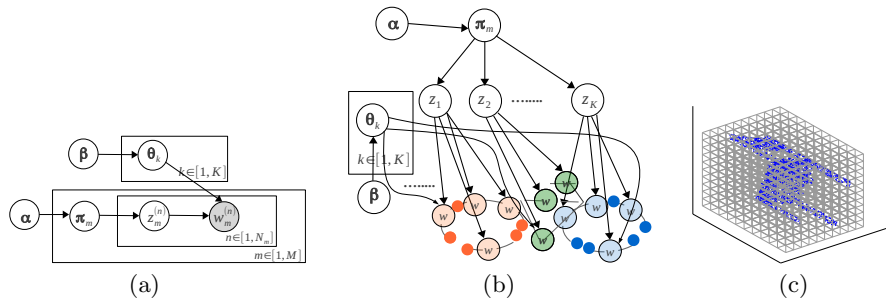 α
β
π_m
θ_k
k∈[1,K]
z_m^(n)
w_m^(n)
n∈[1,N_m]
m∈[1,M]
(a)
α
π_m
z_1
z_2
........
z_K
θ_k
k∈[1,K]
β
........
w
w
w
w
w
w
w
w
w
w
w
(b)
(c)